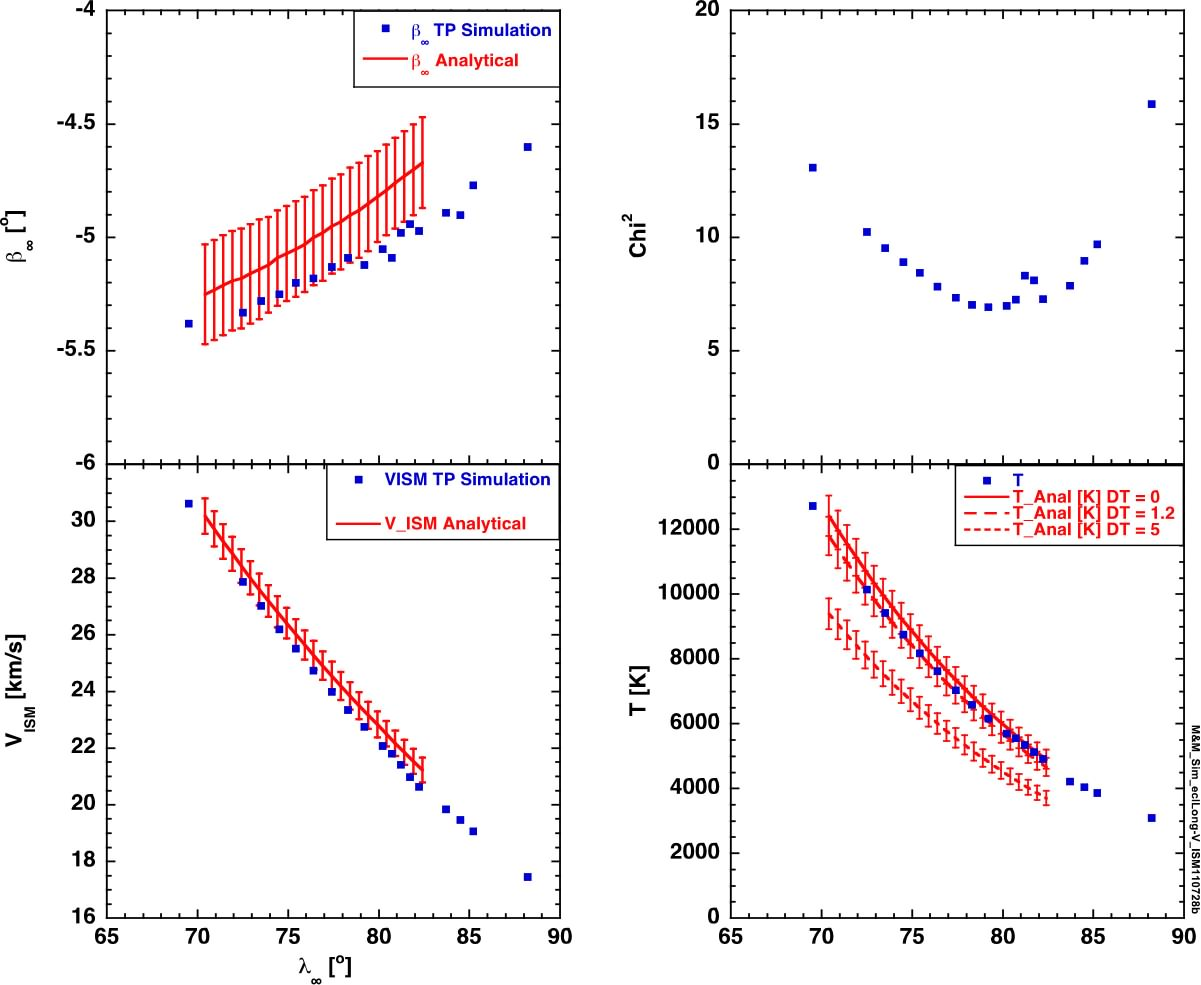 -4
-4.5
-5
-5.5
-6
β∞ [°]
β∞ TP Simulation
β∞ Analytical
20
15
10
5
0
Chi²
30
28
26
24
22
20
18
16
V ISM [km/s]
VISM TP Simulation
V_ISM Analytical
65 70 75 80 85 90
λ∞ [°]
12000
10000
8000
6000
4000
2000
0
T [K]
T
T_Anal [K] DT = 0
T_Anal [K] DT = 1.2
T_Anal [K] DT = 5
65 70 75 80 85 90
M&M_Sim_eclLong-V_ISM110728b